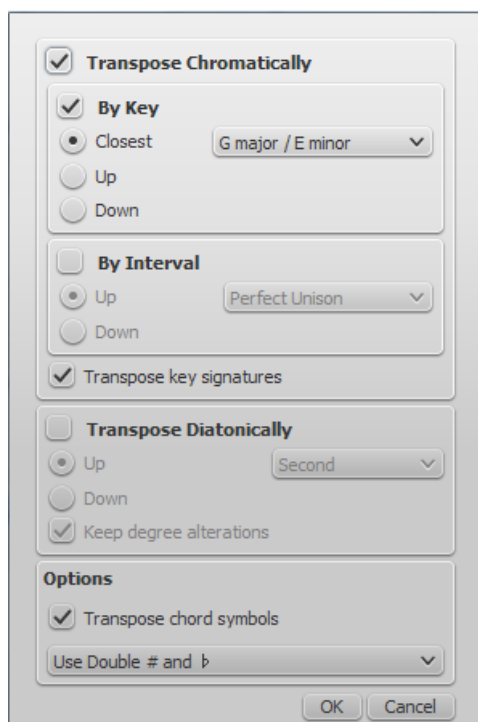 Transpose Chromatically
By Key
Closest G major / E minor
Up
Down
By Interval
Up Perfect Unison
Down
Transpose key signatures
Transpose Diatonically
Up Second
Down
Keep degree alterations
Options
Transpose chord symbols
Use Double # and ♭
OK Cancel